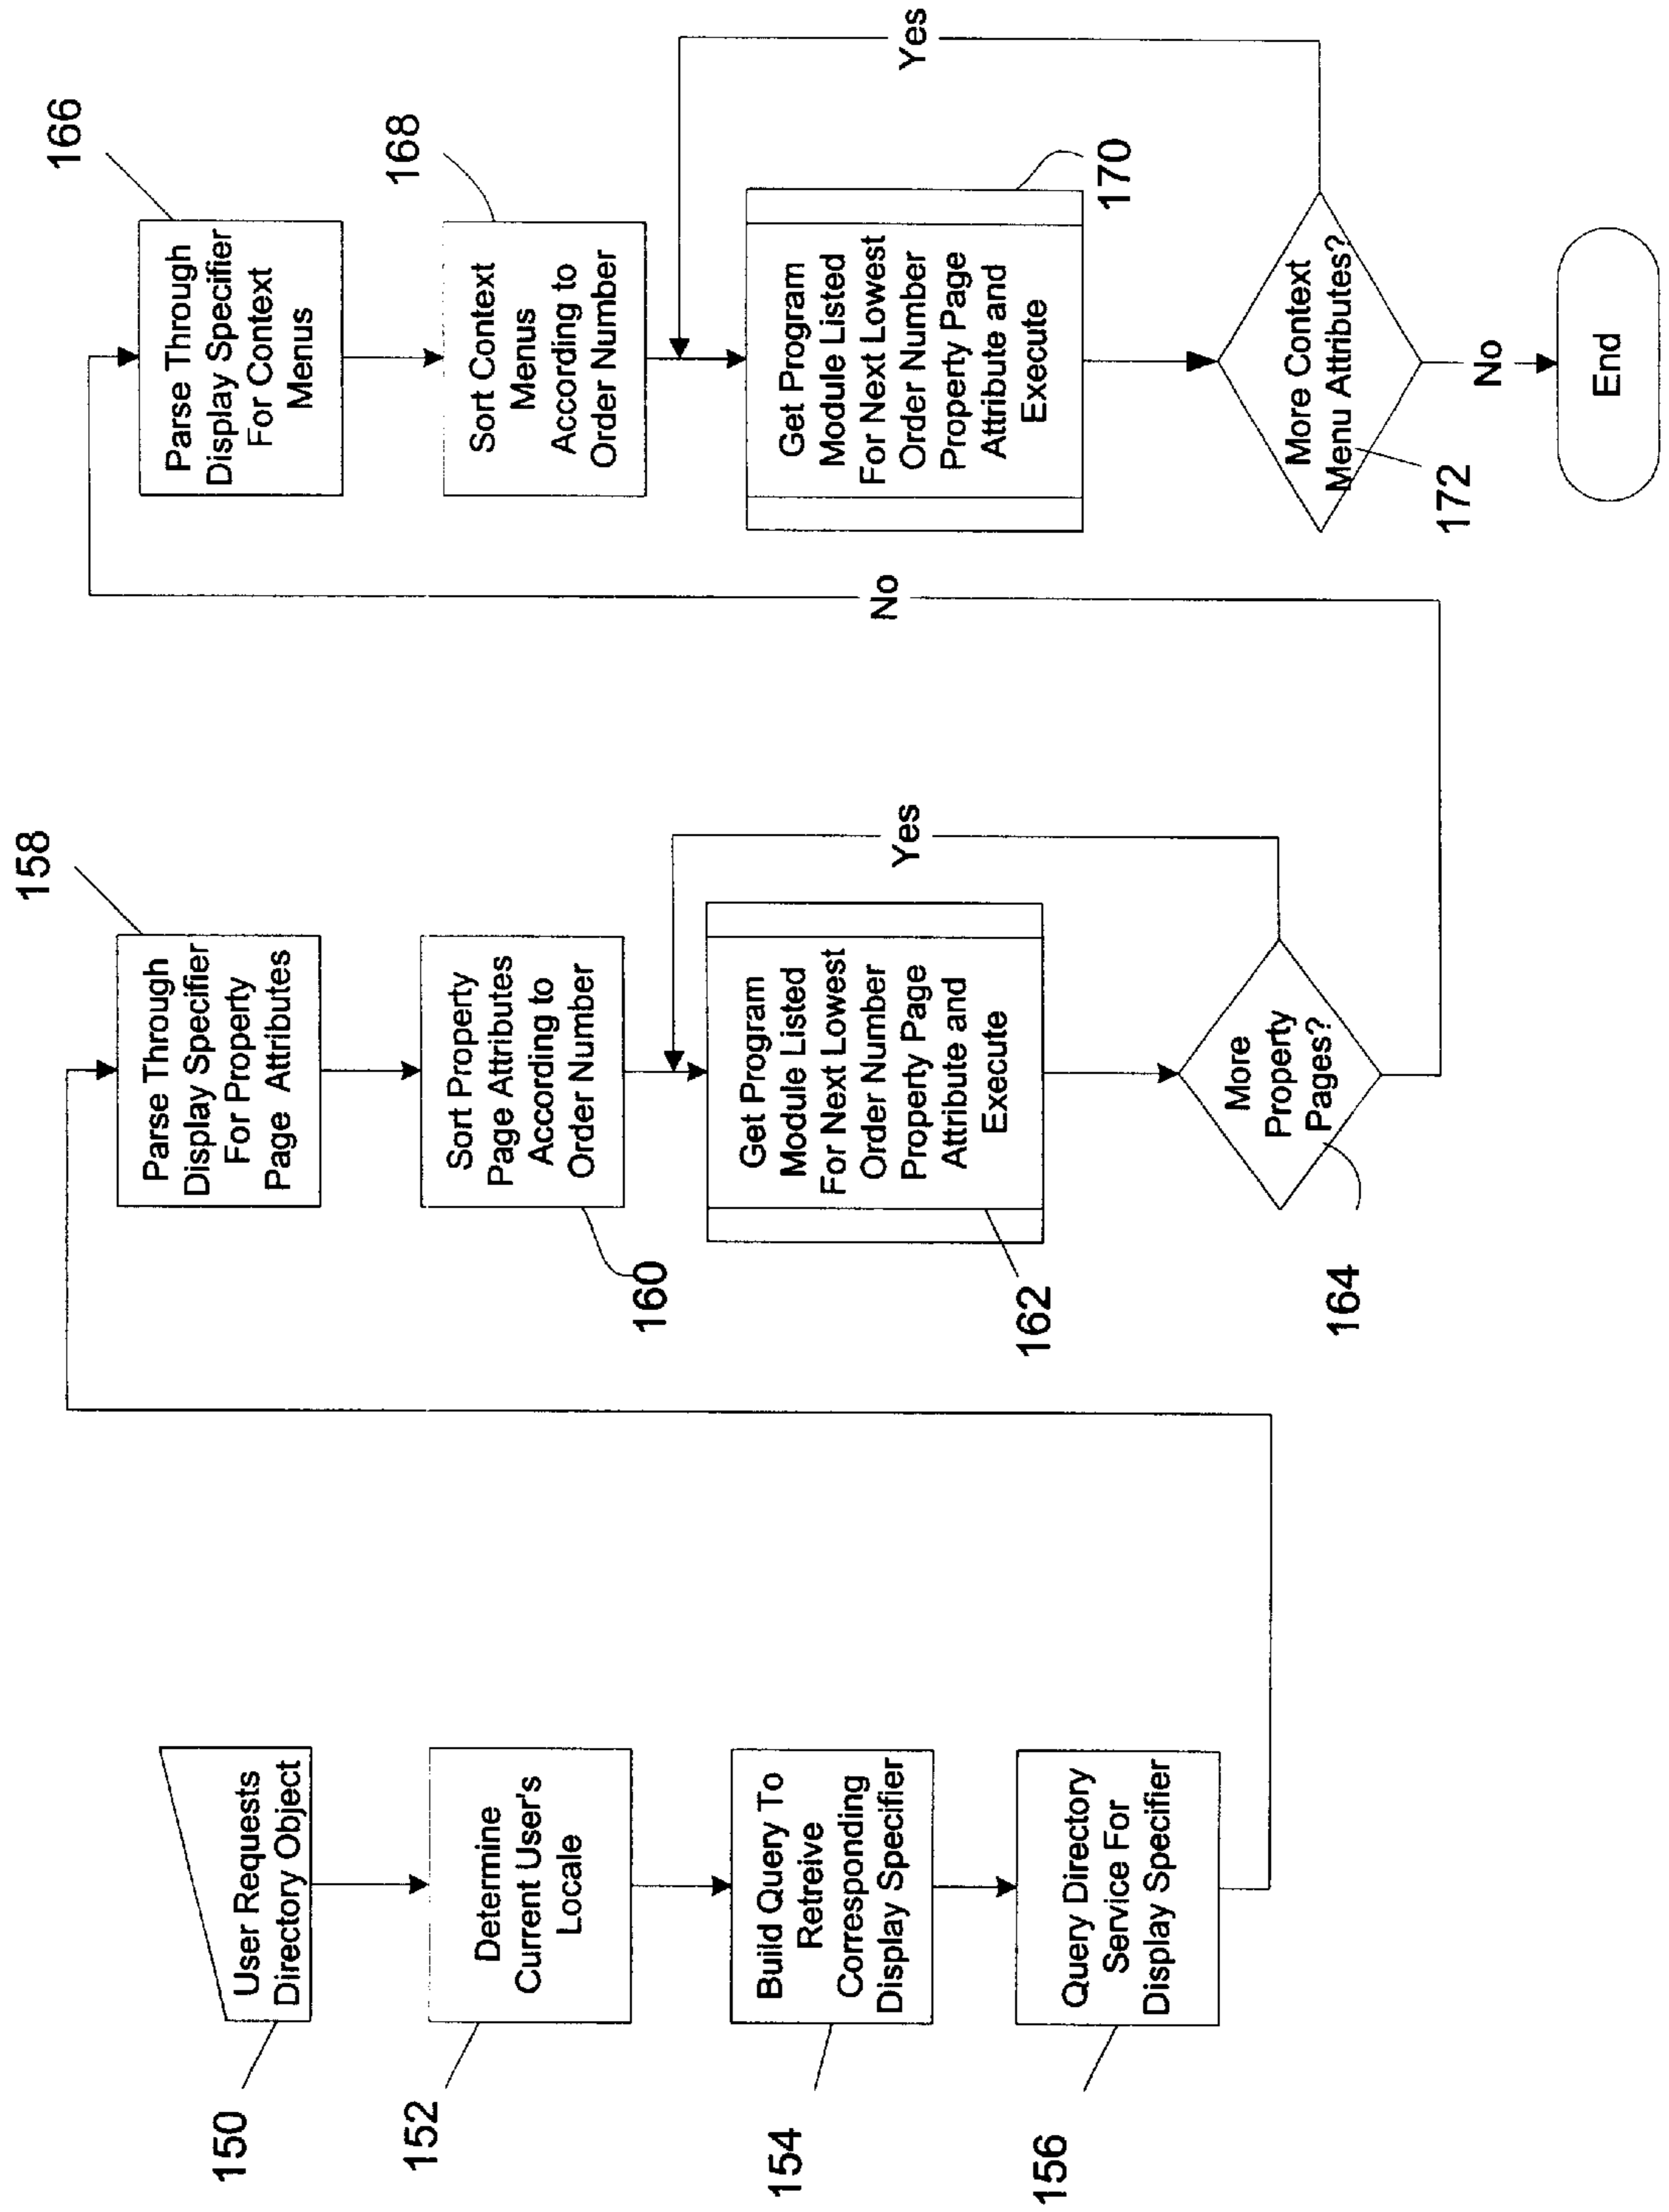 150
User Requests
Directory Object
152
Determine
Current User's
Locale
154
Build Query To
Retreive
Corresponding
Display Specifier
156
Query Directory
Service For
Display Specifier
158
Parse Through
Display Specifier
For Property
Page Attributes
160
Sort Property
Page Attributes
According to
Order Number
162
Get Program
Module Listed
For Next Lowest
Order Number
Property Page
Attribute and
Execute
Yes
164
More
Property
Pages?
No
166
Parse Through
Display Specifier
For Context
Menus
168
Sort Context
Menus
According to
Order Number
170
Get Program
Module Listed
For Next Lowest
Order Number
Property Page
Attribute and
Execute
Yes
172
More Context
Menu Attributes?
No
End